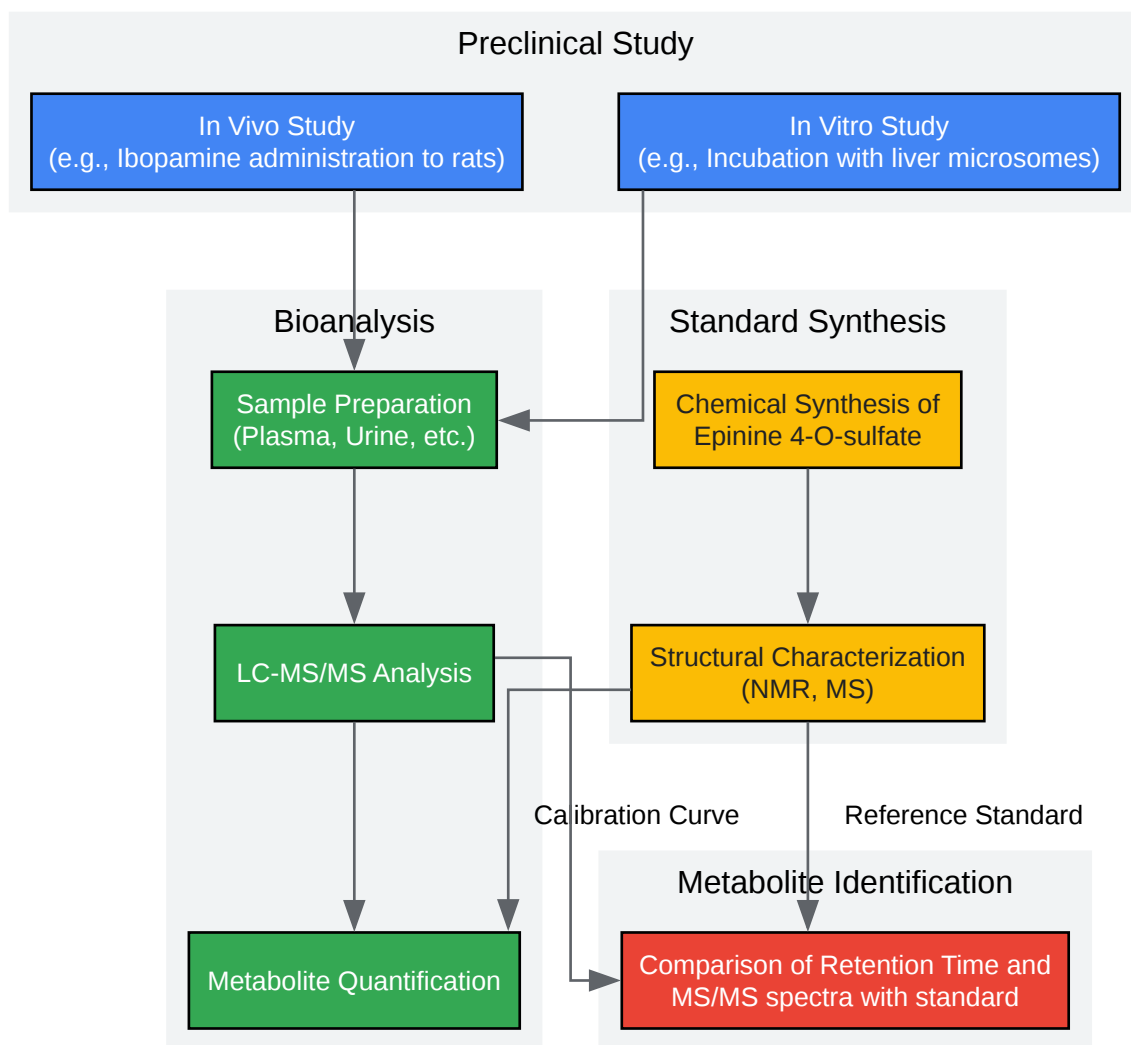 Preclinical Study
In Vivo Study
(e.g., Ibopamine administration to rats)
In Vitro Study
(e.g., Incubation with liver microsomes)
Bioanalysis
Standard Synthesis
Sample Preparation
(Plasma, Urine, etc.)
Chemical Synthesis of
Epinine 4-O-sulfate
LC-MS/MS Analysis
Structural Characterization
(NMR, MS)
Calibration Curve
Reference Standard
Metabolite Identification
Metabolite Quantification
Comparison of Retention Time and
MS/MS spectra with standard